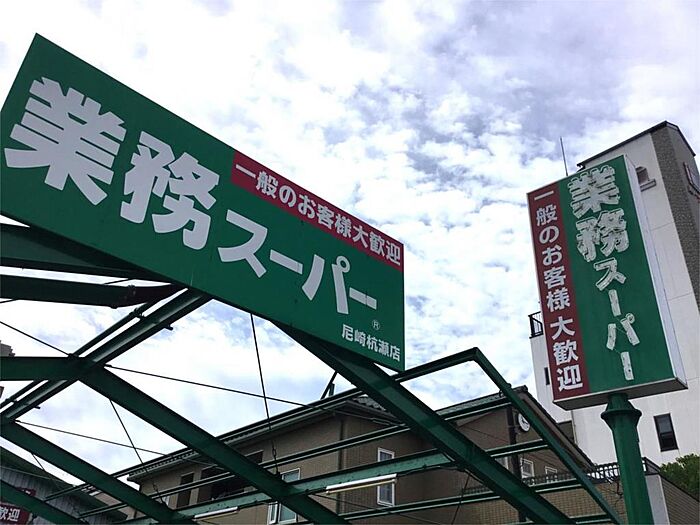 業務スーパー
一般のお客様大歓迎
®
尼崎杭瀬店
業務スーパー
一般のお客様大歓迎